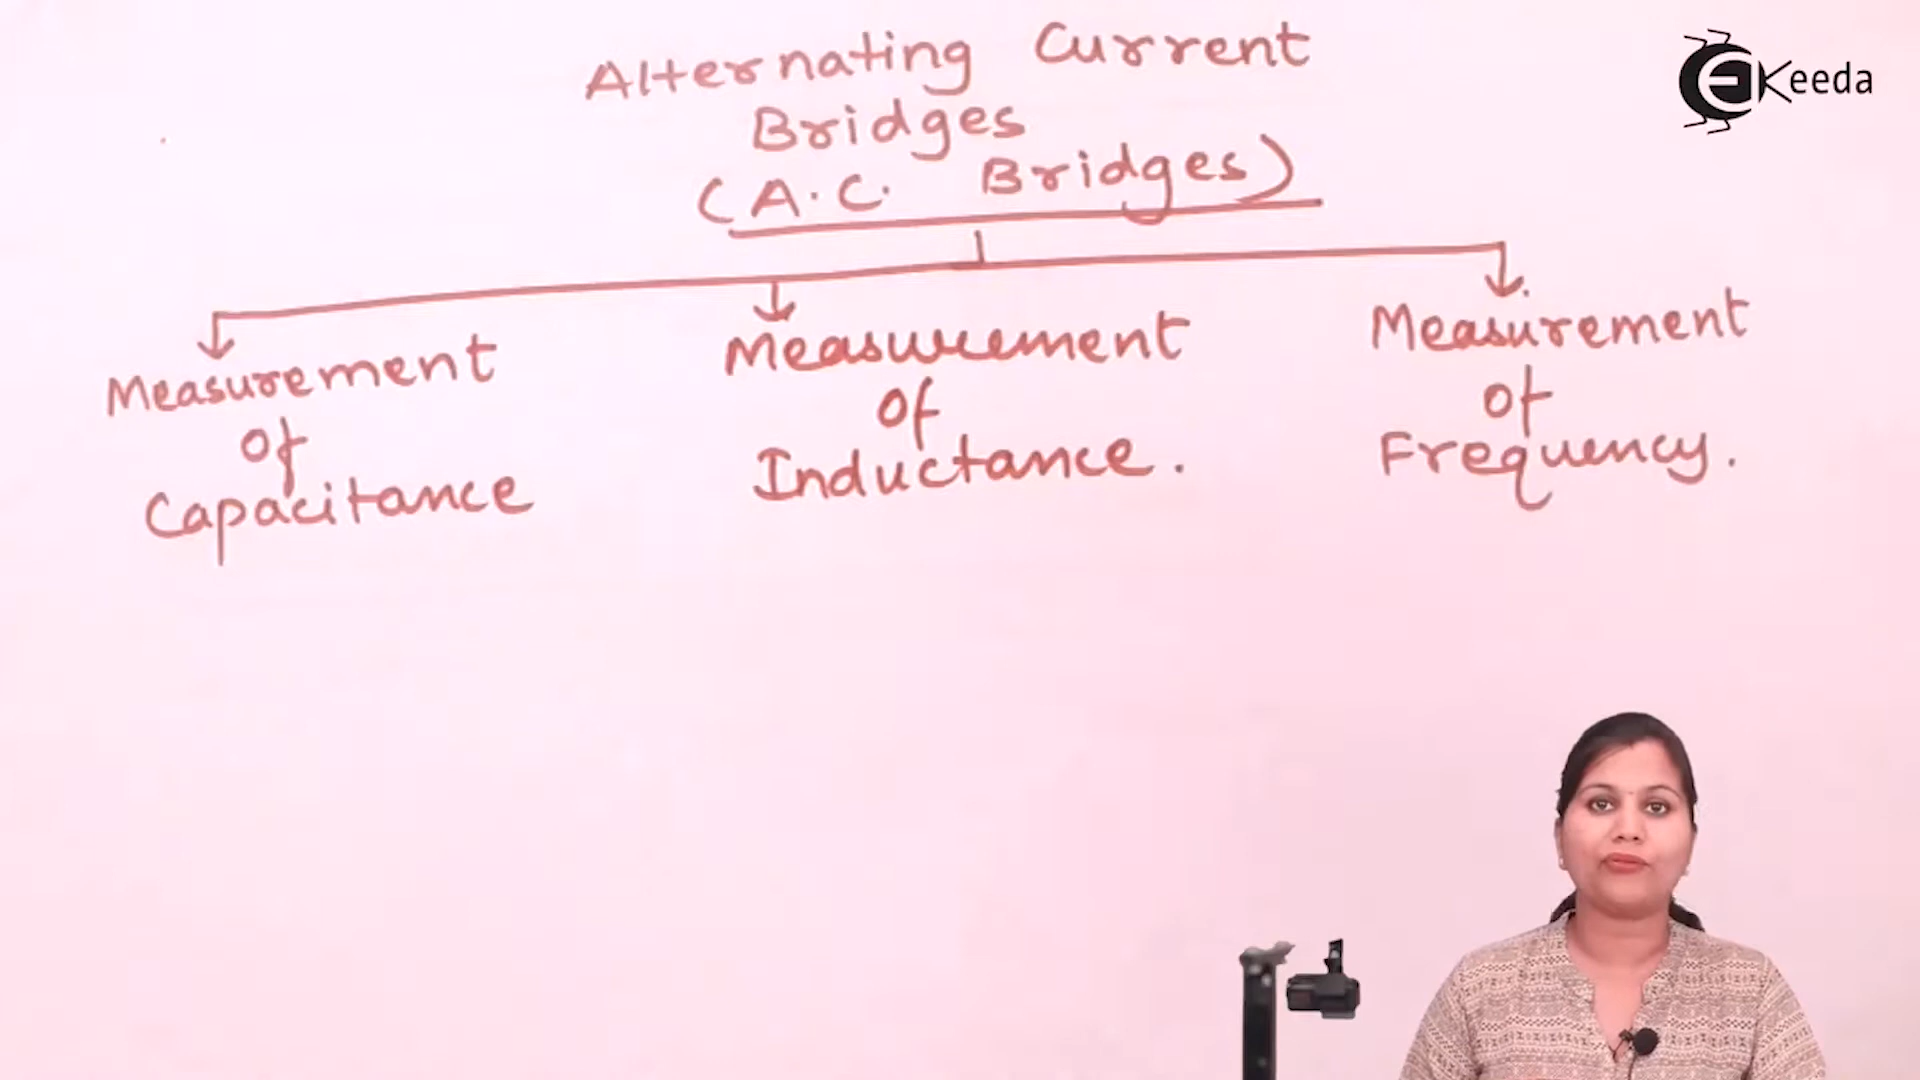 Alternating Current
Bridges
(A.C. Bridges)
Measurement
of
Capacitance
Measurement
of
Inductance.
Measurement
of
Frequency.
EKeeda